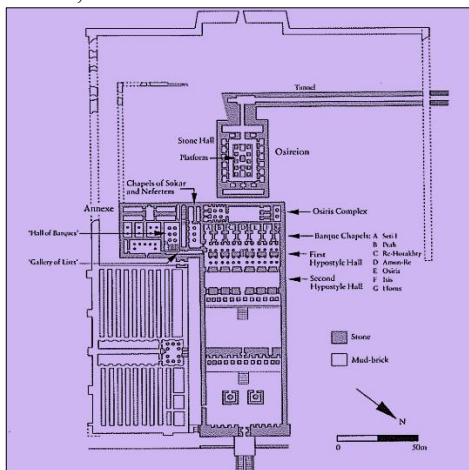 Tunnel
Stone Hall
Osireion
Platform
Chapels of Sokar
and Nefertem
Annexe
Osiris Complex
'Hall of Barques'
A B C D E F G
Barque Chapels:
A Seti I
B Ptah
C Re-Horakhty
D Amon-Re
E Osiris
F Isis
G Horus
First
Hypostyle Hall
'Gallery of Lists'
Second
Hypostyle Hall
Stone
Mud-brick
N
0
50m